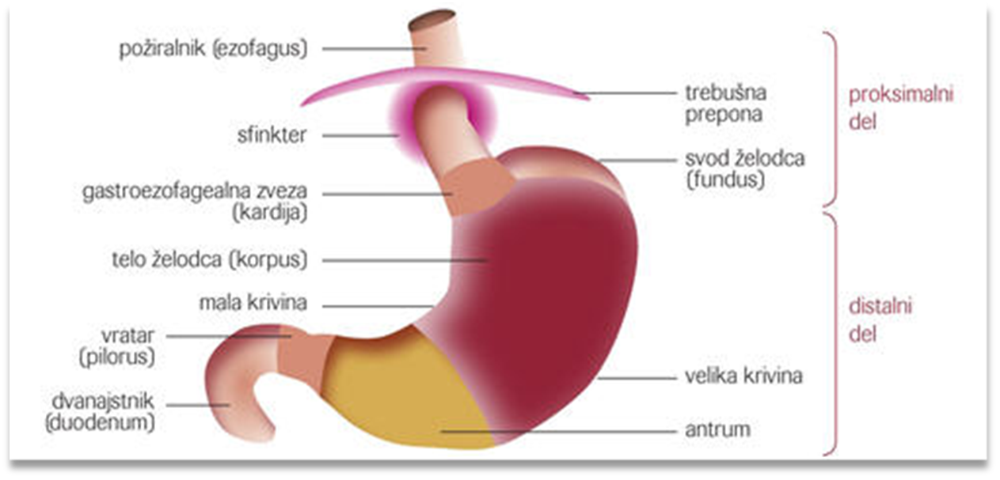 požiralnik (ezofagus)
sfinkter
gastroezofagealna zveza
(kardija)
telo želodca (korpus)
mala krivina
vratar
(pilorus)
dvanajstnik
(duodenum)
trebušna
prepona
svod želodca
(fundus)
velika krivina
antrum
proksimalni
del
distalni
del